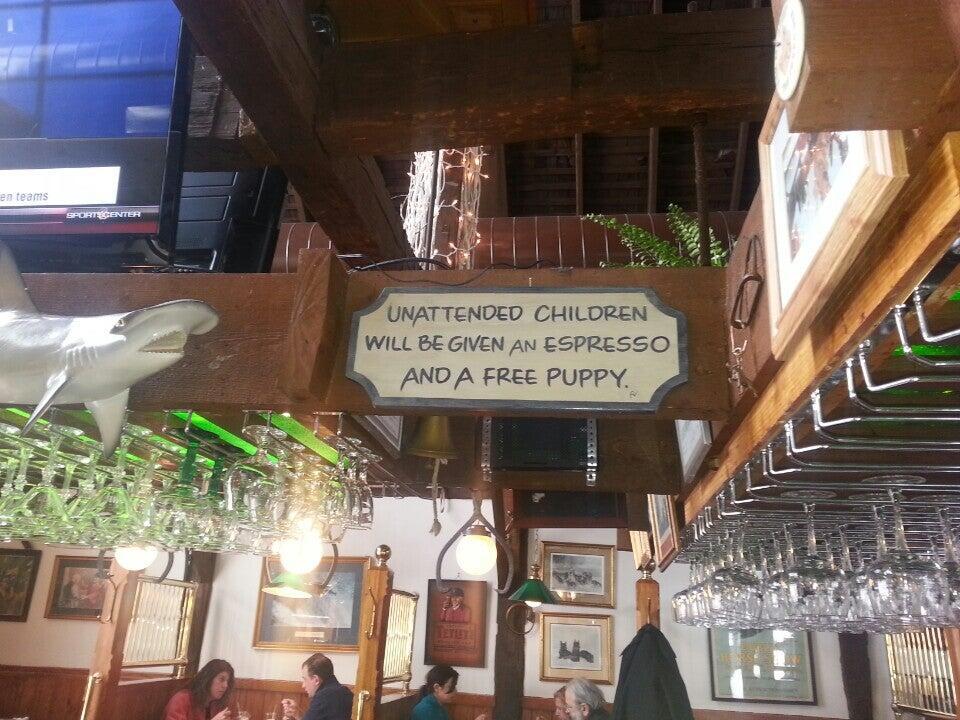 en teams
SPORTSCENTER
UNATTENDED CHILDREN
WILL BE GIVEN AN ESPRESSO
AND A FREE PUPPY.